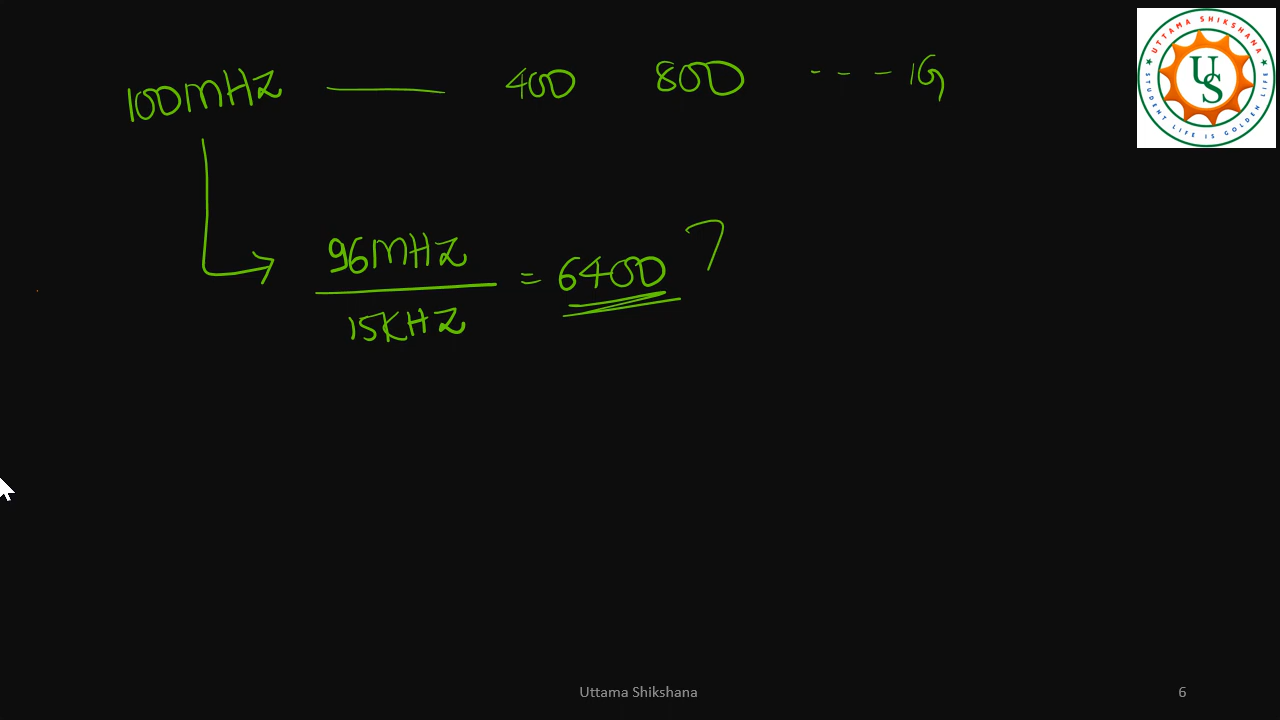 100MHZ —— 400 800 - - - 1G
96MHZ
15KHZ
= 6400 ?
UTTAMA SHIKSHANA
US
STUDENT LIFE IS GOLDEN LIFE
Uttama Shikshana
6